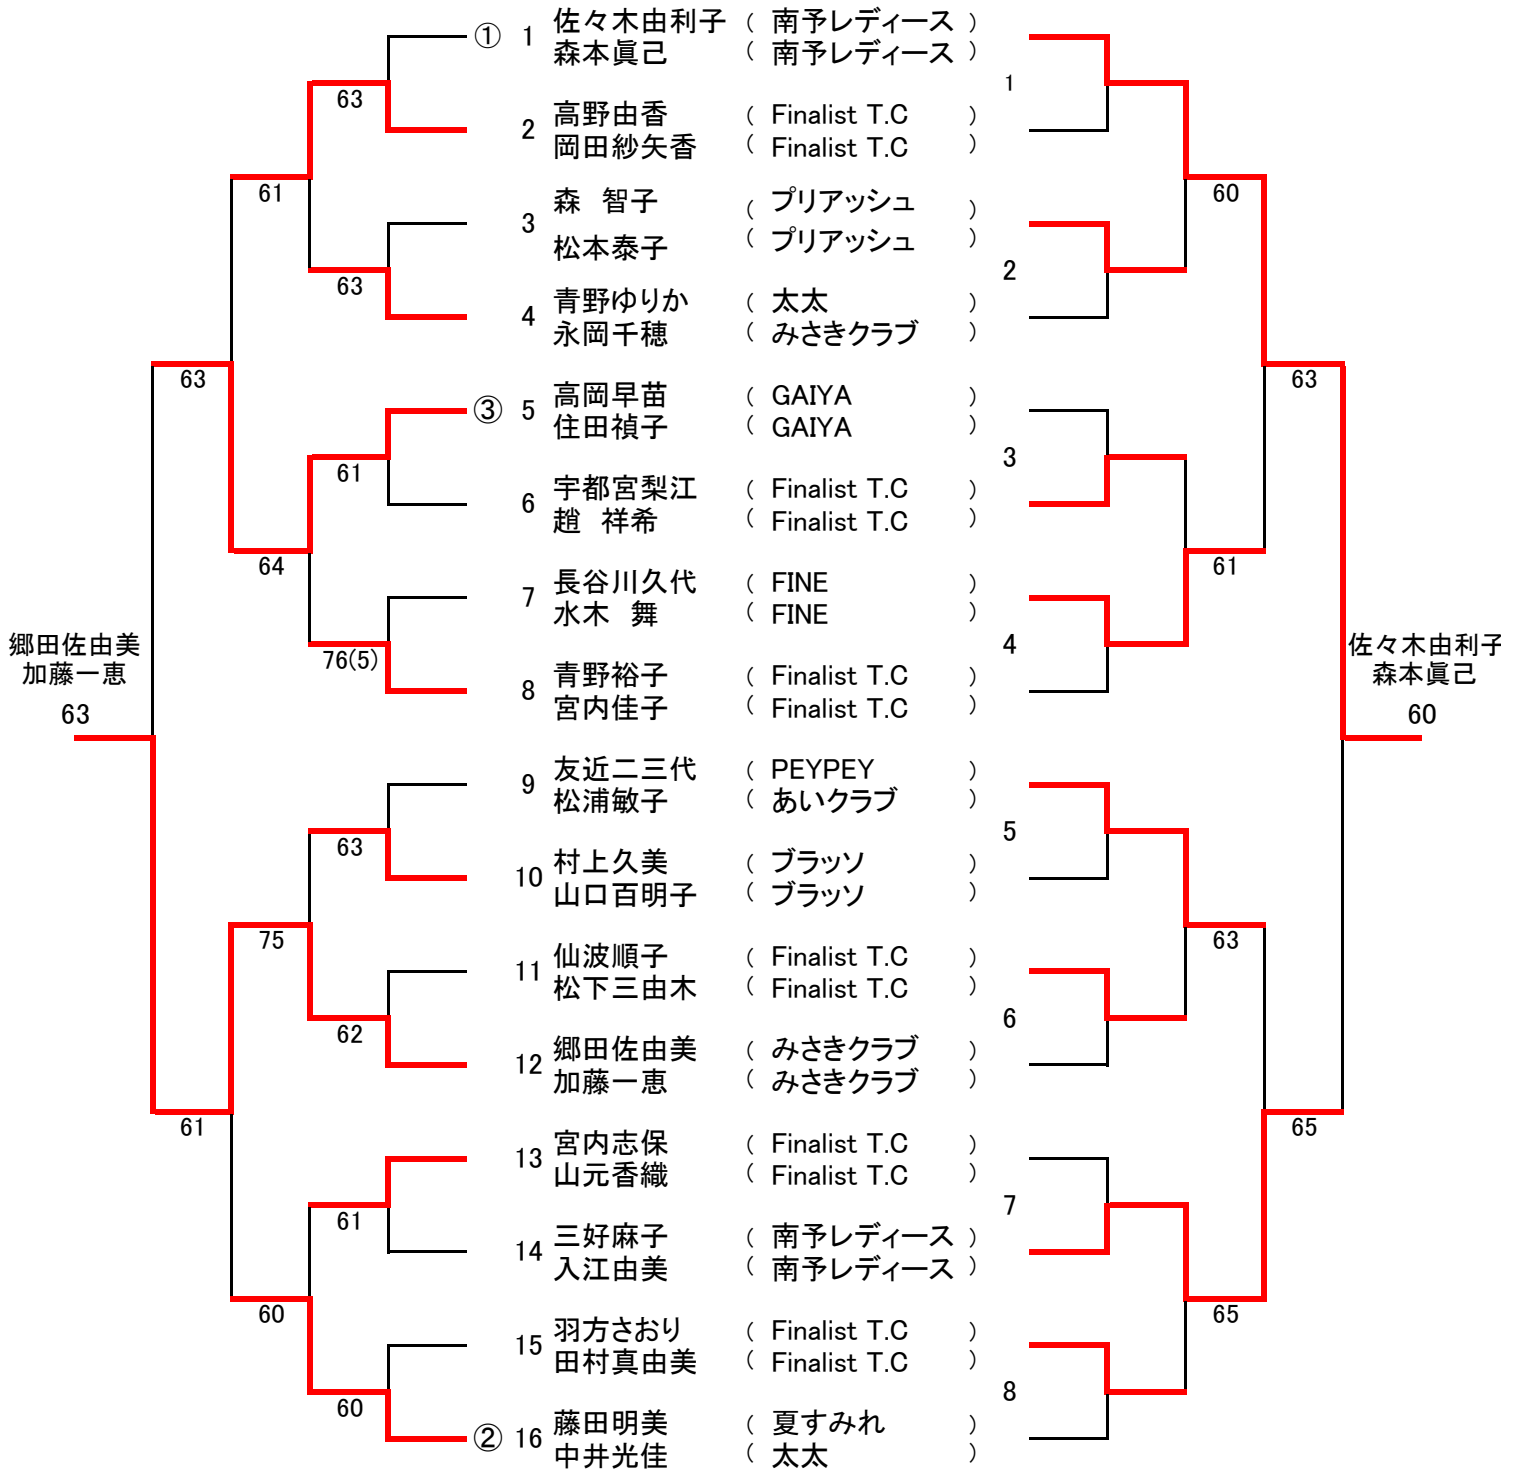 ① 1 佐々木由利子 ( 南予レディース )
森本眞己 ( 南予レディース )
1
63
2 高野由香 ( Finalist T.C )
岡田紗矢香 ( Finalist T.C )
61
60
3 森 智子 ( プリアッシュ )
松本泰子 ( プリアッシュ )
63
2
4 青野ゆりか ( 太太 )
永岡千穂 ( みさきクラブ )
63
63
③ 5 高岡早苗 ( GAIYA )
住田禎子 ( GAIYA )
61
3
6 宇都宮梨江 ( Finalist T.C )
趙 祥希 ( Finalist T.C )
64
61
7 長谷川久代 ( FINE )
水木 舞 ( FINE )
郷田佐由美
加藤一恵
63
76(5)
4
佐々木由利子
森本眞己
60
8 青野裕子 ( Finalist T.C )
宮内佳子 ( Finalist T.C )
9 友近二三代 ( PEYPEY )
松浦敏子 ( あいクラブ )
63
5
10 村上久美 ( ブラッソ )
山口百明子 ( ブラッソ )
75
63
11 仙波順子 ( Finalist T.C )
松下三由木 ( Finalist T.C )
62
6
12 郷田佐由美 ( みさきクラブ )
加藤一恵 ( みさきクラブ )
61
65
13 宮内志保 ( Finalist T.C )
山元香織 ( Finalist T.C )
61
7
14 三好麻子 ( 南予レディース )
入江由美 ( 南予レディース )
60
65
15 羽方さおり ( Finalist T.C )
田村真由美 ( Finalist T.C )
60
8
② 16 藤田明美 ( 夏すみれ )
中井光佳 ( 太太 )